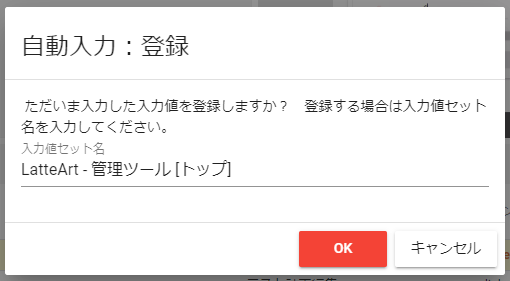 自動入力：登録
ただいま入力した入力値を登録しますか？　登録する場合は入力値セット
名を入力してください。
入力値セット名
LatteArt - 管理ツール [トップ]
OK キャンセル